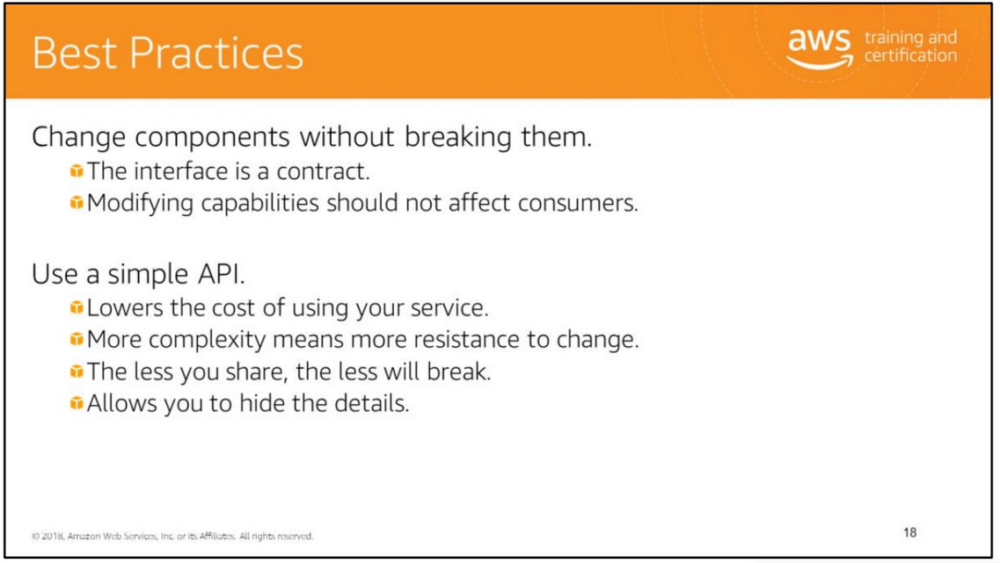 Best Practices
aws training and
certification
Change components without breaking them.
The interface is a contract.
Modifying capabilities should not affect consumers.
Use a simple API.
Lowers the cost of using your service.
More complexity means more resistance to change.
The less you share, the less will break.
Allows you to hide the details.
© 2018, Amazon Web Services, Inc. or its Affiliates. All rights reserved.
18